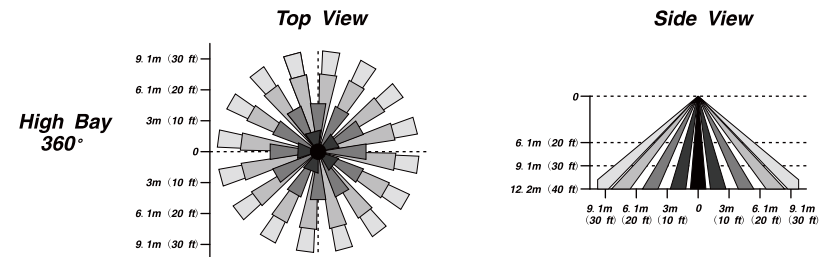 Top View
Side View
High Bay
360°
9.1m (30 ft)
6.1m (20 ft)
3m (10 ft)
0
3m (10 ft)
6.1m (20 ft)
9.1m (30 ft)
0
6.1m (20 ft)
9.1m (30 ft)
12.2m (40 ft)
9.1m 6.1m 3m 0 3m 6.1m 9.1m
(30 ft) (20 ft) (10 ft) (10 ft) (20 ft) (30 ft)